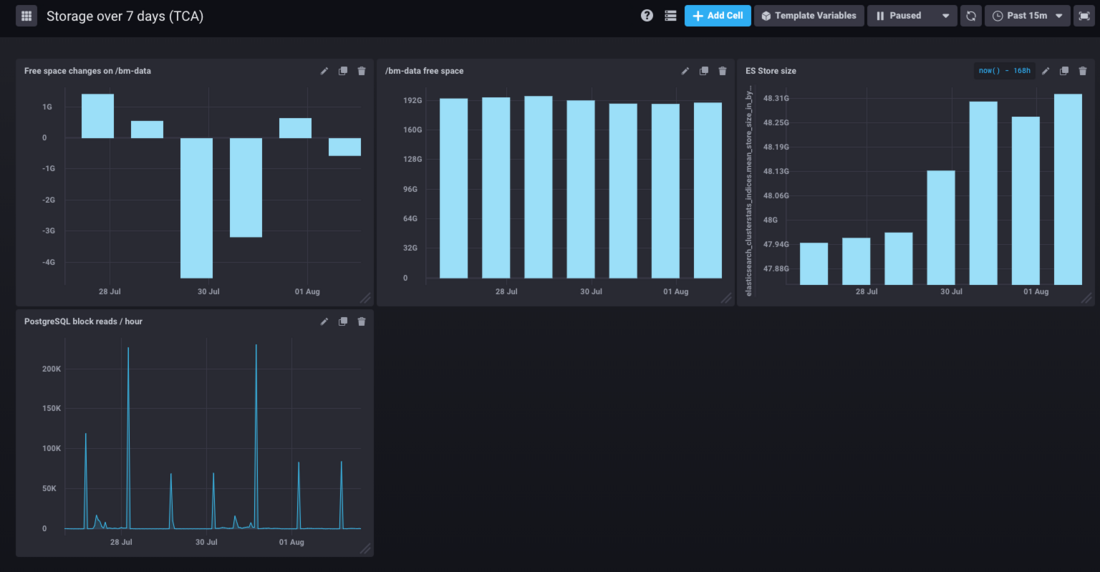 Storage over 7 days (TCA)
Add Cell
Template Variables
Paused
Past 15m
Free space changes on /bm-data
1G
0
-1G
-2G
-3G
-4G
28 Jul
30 Jul
01 Aug
/bm-data free space
192G
160G
128G
96G
64G
32G
0
28 Jul
30 Jul
01 Aug
ES Store size
now() - 168h
elasticsearch_clusterstats_indices.mean_store_size_in_by...
48.31G
48.25G
48.19G
48.13G
48.06G
48G
47.94G
47.88G
28 Jul
30 Jul
01 Aug
PostgreSQL block reads / hour
200K
150K
100K
50K
0
28 Jul
30 Jul
01 Aug